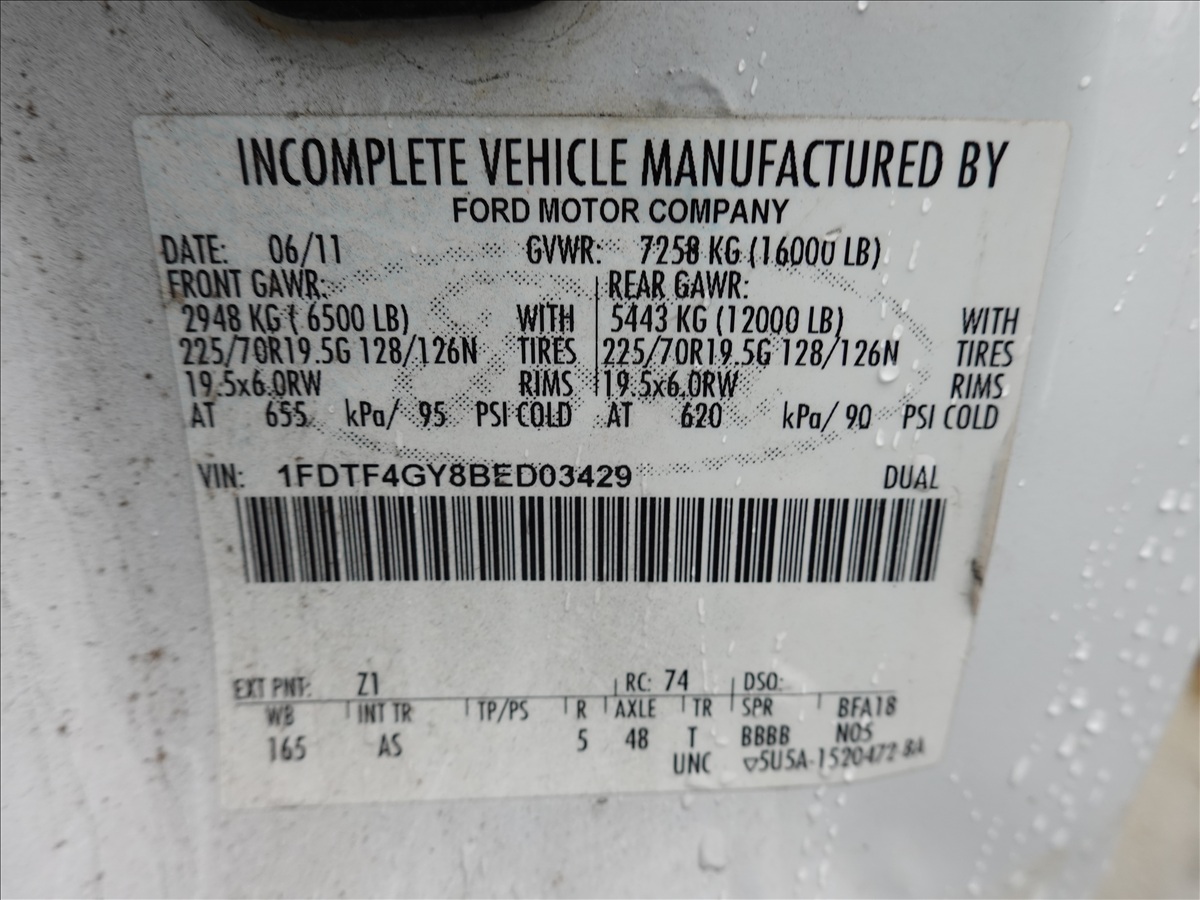 INCOMPLETE VEHICLE MANUFACTURED BY
FORD MOTOR COMPANY
DATE: 06/11 GVWR: 7258 KG (16000 LB)
FRONT GAWR: REAR GAWR:
2948 KG ( 6500 LB) WITH 5443 KG (12000 LB) WITH
225/70R19.5G 128/126N TIRES 225/70R19.5G 128/126N TIRES
19.5x6.0RW RIMS 19.5x6.0RW RIMS
AT 655 kPa/ 95 PSI COLD AT 620 kPa/ 90 PSI COLD
VIN: 1FDTF4GY8BED03429 DUAL
EXT PNT: Z1 RC: 74 DSO:
WB INT TR TP/PS R AXLE TR SPR BFA18
165 AS 5 48 T BBBB N05
UNC ▽5U5A-1520472-BA